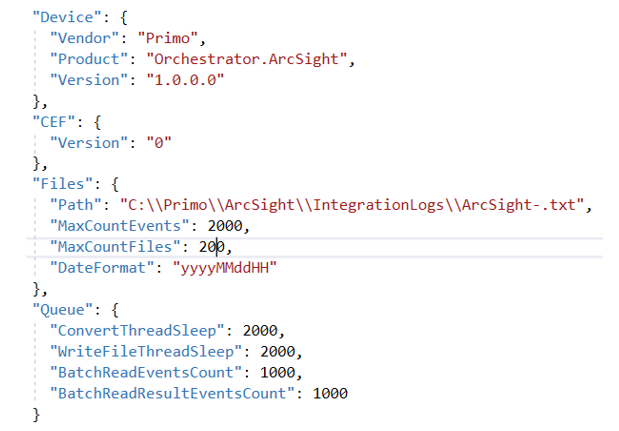 "Device": {
"Vendor": "Primo",
"Product": "Orchestrator.ArcSight",
"Version": "1.0.0.0"
},
"CEF": {
"Version": "0"
},
"Files": {
"Path": "C:\\Primo\\ArcSight\\IntegrationLogs\\ArcSight-.txt",
"MaxCountEvents": 2000,
"MaxCountFiles": 200,
"DateFormat": "yyyyMMddHH"
},
"Queue": {
"ConvertThreadSleep": 2000,
"WriteFileThreadSleep": 2000,
"BatchReadEventsCount": 1000,
"BatchReadResultEventsCount": 1000
}